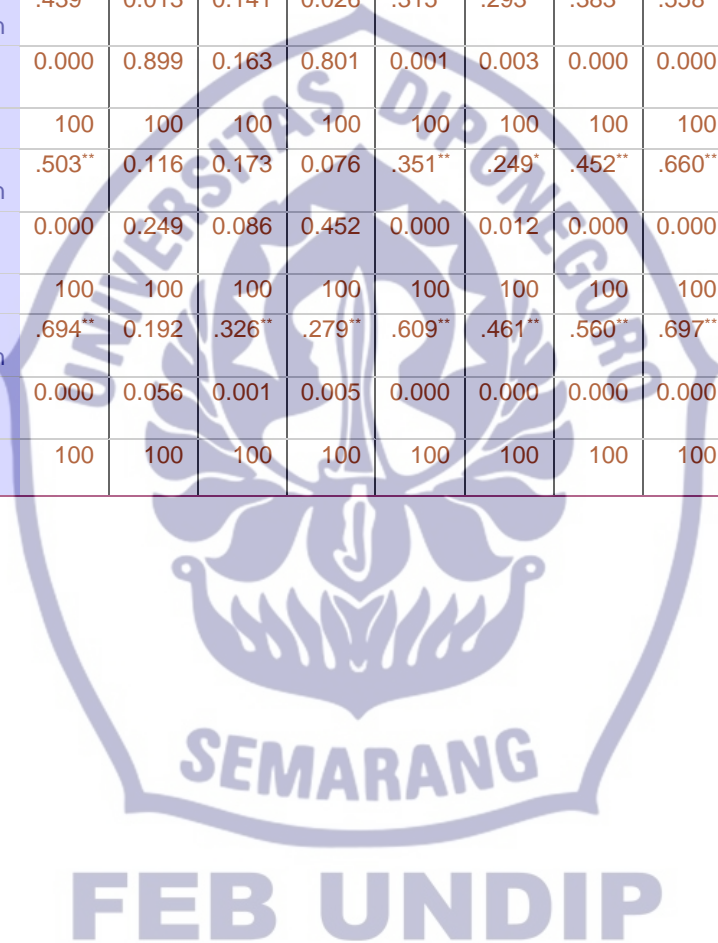 0.000 0.899 0.163 0.801 0.001 0.003 0.000 0.000
100 100 100 100 100 100 100 100
.503** 0.116 0.173 0.076 .351** .249* .452** .660**
n
0.000 0.249 0.086 0.452 0.000 0.012 0.000 0.000
100 100 100 100 100 100 100 100
.694** 0.192 .326** .279** .609** .461** .560** .697**
n
0.000 0.056 0.001 0.005 0.000 0.000 0.000 0.000
100 100 100 100 100 100 100 100
UNIVERSITAS DIPONEGORO
SEMARANG
FEB UNDIP